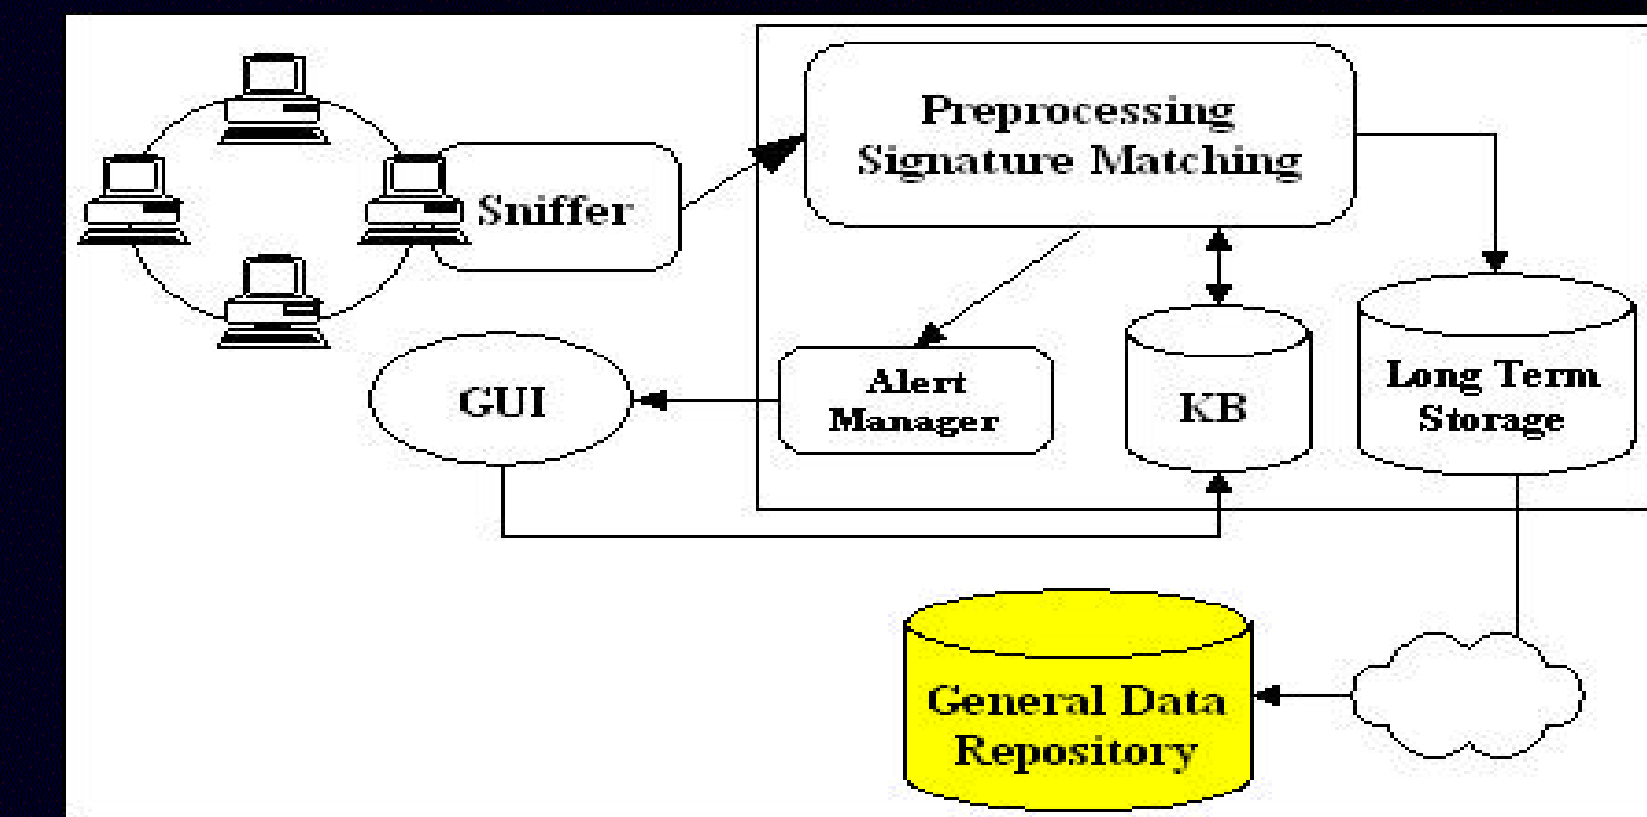 Preprocessing
Signature Matching
Sniffer
GUI
Alert
Manager
KB
Long Term
Storage
General Data
Repository